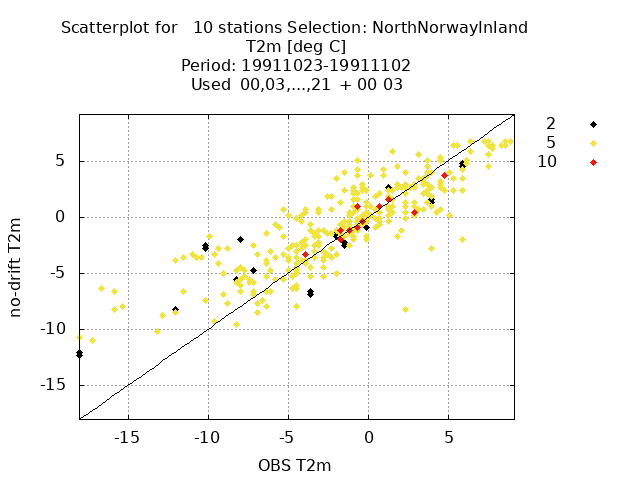 Scatterplot for   10 stations Selection: NorthNorwayInland
T2m [deg C]
Period: 19911023-19911102
Used  00,03,...,21  + 00 03
2
5
10
5
0
-5
-10
-15
no-drift T2m
-15
-10
-5
0
5
OBS T2m